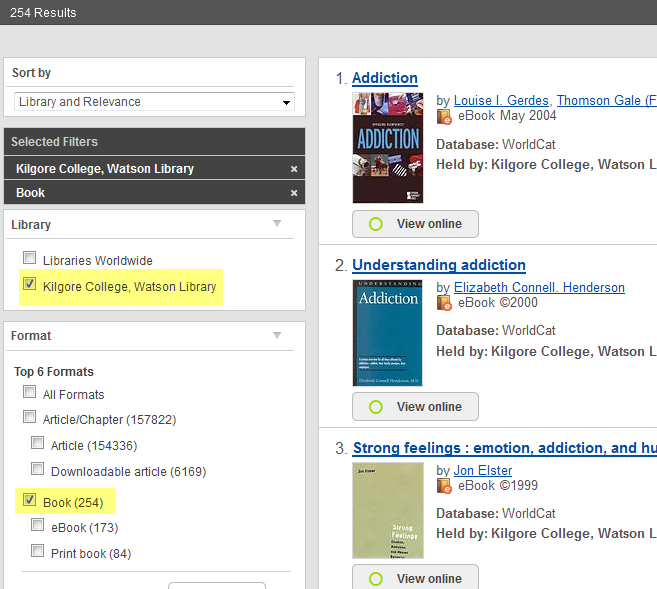 254 Results
Sort by
Library and Relevance
Selected Filters
Kilgore College, Watson Library ×
Book ×
Library
Libraries Worldwide
Kilgore College, Watson Library
Format
Top 6 Formats
All Formats
Article/Chapter (157822)
Article (154336)
Downloadable article (6169)
Book (254)
eBook (173)
Print book (84)
1. Addiction
ADDICTION
by Louise I. Gerdes, Thomson Gale (F
eBook May 2004
Database: WorldCat
Held by: Kilgore College, Watson L
View online
2. Understanding addiction
UNDERSTANDING
Addiction
Elizabeth Connell Henderson, M.D.
by Elizabeth Connell. Henderson
eBook ©2000
Database: WorldCat
Held by: Kilgore College, Watson L
View online
3. Strong feelings : emotion, addiction, and hu
Jon Elster
Strong
Feelings
by Jon Elster
eBook ©1999
Database: WorldCat
Held by: Kilgore College, Watson L
View online